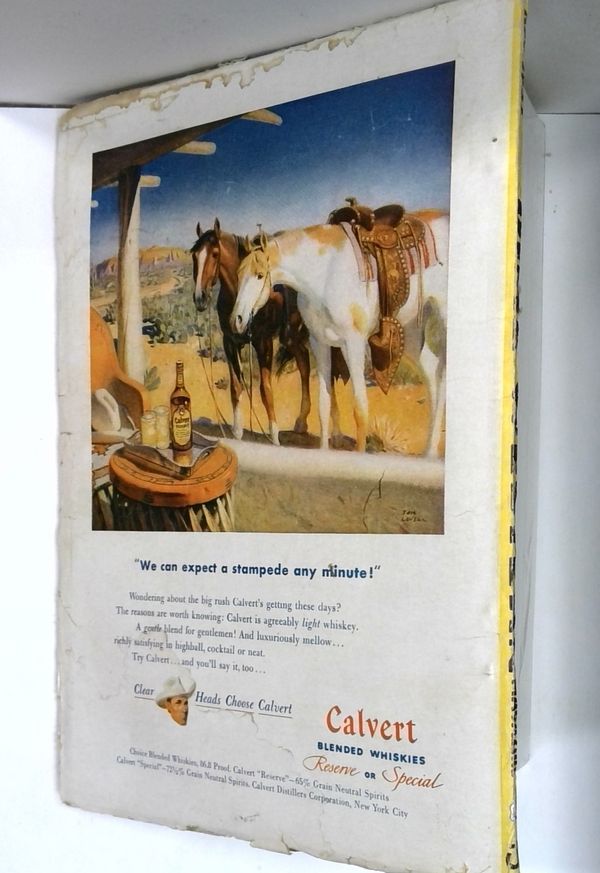 Calvert
TOM
"We can expect a stampede any minute!"
Wondering about the big rush Calvert's getting these days?
The reasons are worth knowing: Calvert is agreeably light whiskey.
A gentle blend for gentlemen! And luxuriously mellow...
richly satisfying in highball, cocktail or neat.
Try Calvert...and you'll say it, too...
Clear Heads Choose Calvert
Calvert
BLENDED WHISKIES
Reserve OR Special
Choice Blended Whiskies, 86.8 Proof. Calvert "Reserve"—65% Grain Neutral Spirits
Calvert "Special"—72½% Grain Neutral Spirits. Calvert Distillers Corporation, New York City